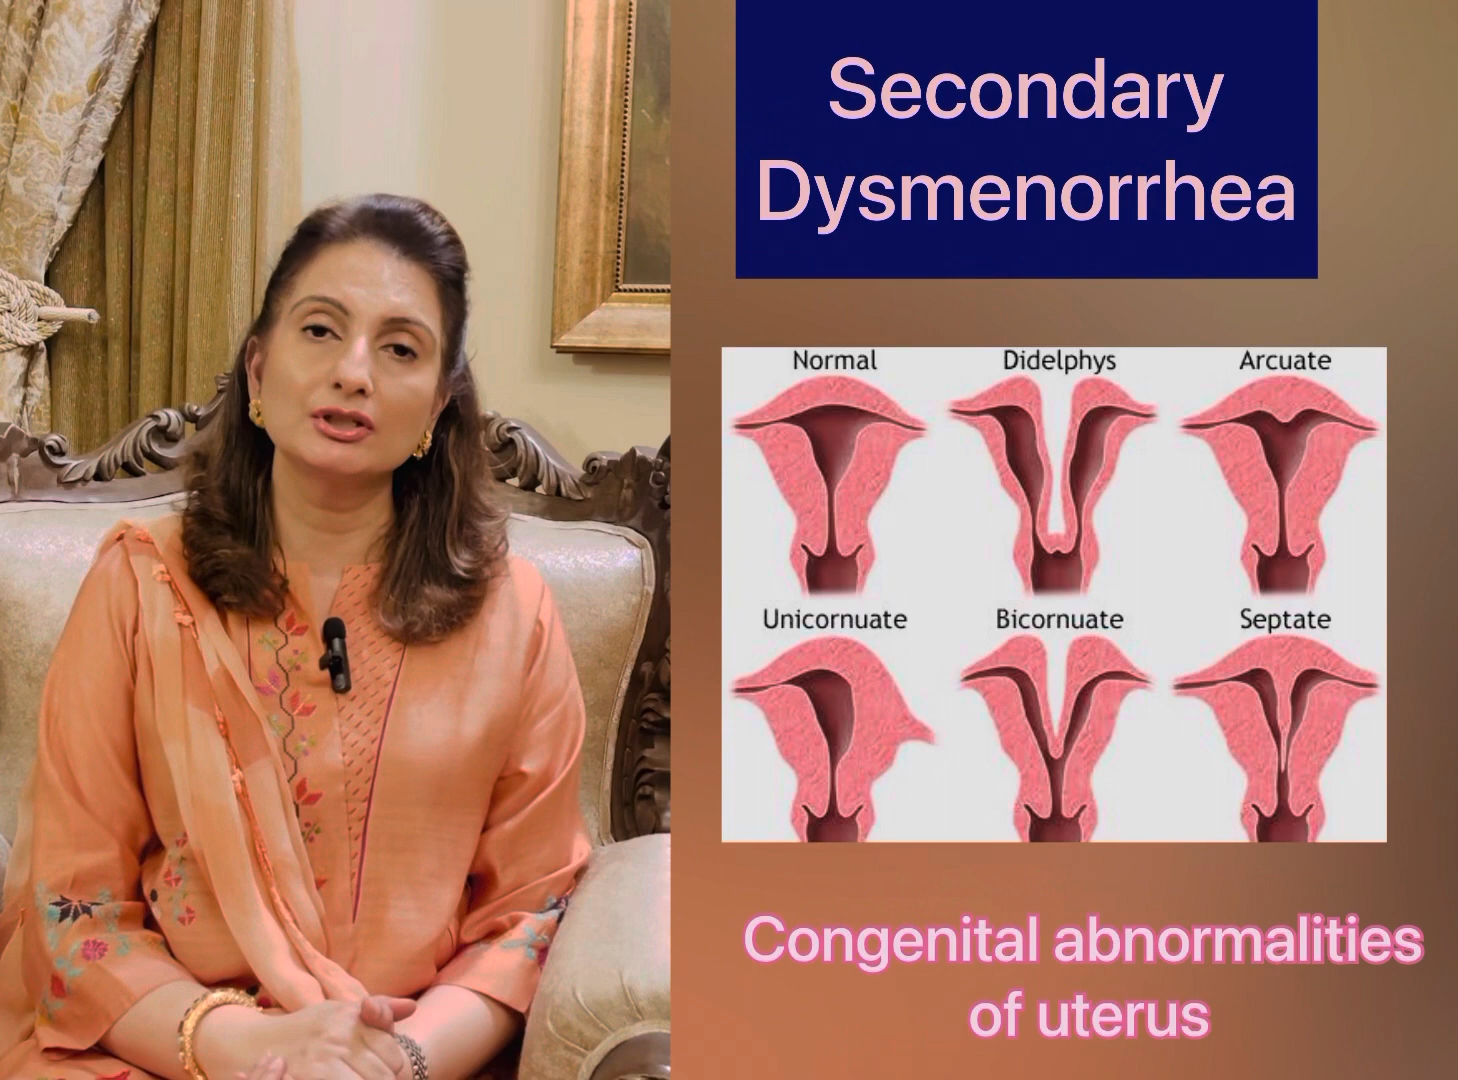 Secondary
Dysmenorrhea
Normal
Didelphys
Arcuate
Unicornuate
Bicornuate
Septate
Congenital abnormalities
of uterus